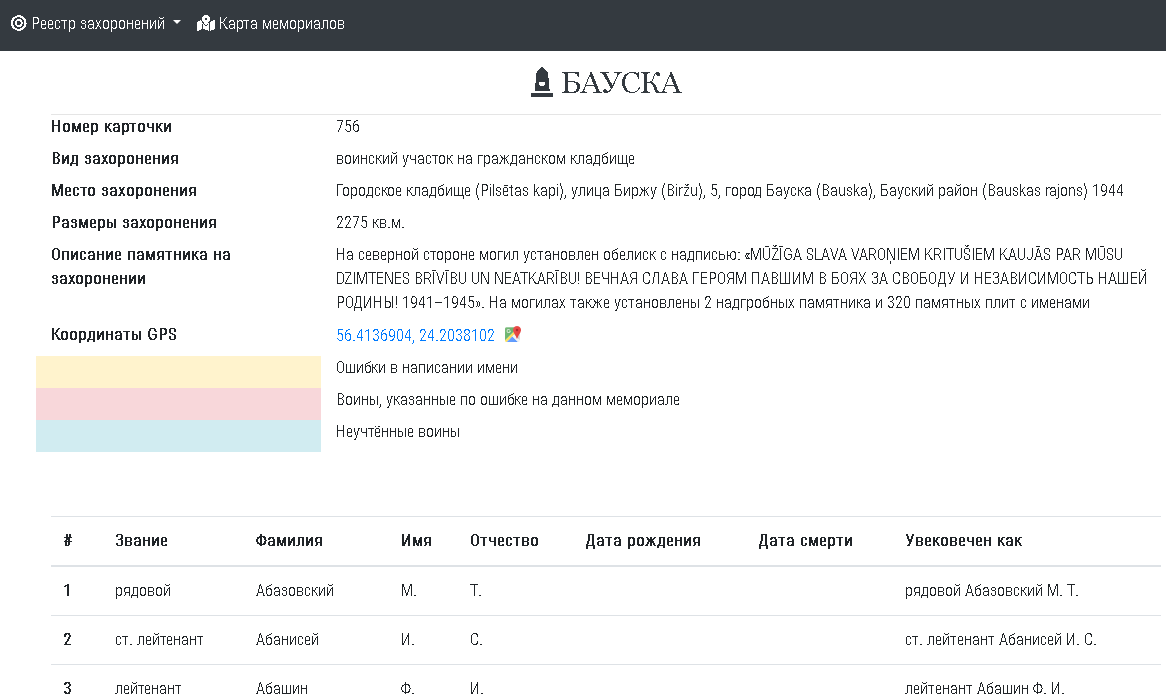 Реестр захоронений Карта мемориалов
БАУСКА
Номер карточки 756
Вид захоронения воинский участок на гражданском кладбище
Место захоронения Городское кладбище (Pilsētas kapi), улица Биржу (Biržu), 5, город Бауска (Bauska), Бауский район (Bauskas rajons) 1944
Размеры захоронения 2275 кв.м.
Описание памятника на На северной стороне могил установлен обелиск с надписью: «MŪŽĪGA SLAVA VAROŅIEM KRITUŠIEM KAUJĀS PAR MŪSU
захоронении DZIMTENES BRĪVĪBU UN NEATKARĪBU! ВЕЧНАЯ СЛАВА ГЕРОЯМ ПАВШИМ В БОЯХ ЗА СВОБОДУ И НЕЗАВИСИМОСТЬ НАШЕЙ
РОДИНЫ! 1941–1945». На могилах также установлены 2 надгробных памятника и 320 памятных плит с именами
Координаты GPS 56.4136904, 24.2038102
Ошибки в написании имени
Воины, указанные по ошибке на данном мемориале
Неучтённые воины
# Звание Фамилия Имя Отчество Дата рождения Дата смерти Увековечен как
1 рядовой Абазовский М. Т. рядовой Абазовский М. Т.
2 ст. лейтенант Абанисей И. С. ст. лейтенант Абанисей И. С.
3 лейтенант Абашин Ф. И. лейтенант Абашин Ф. И.